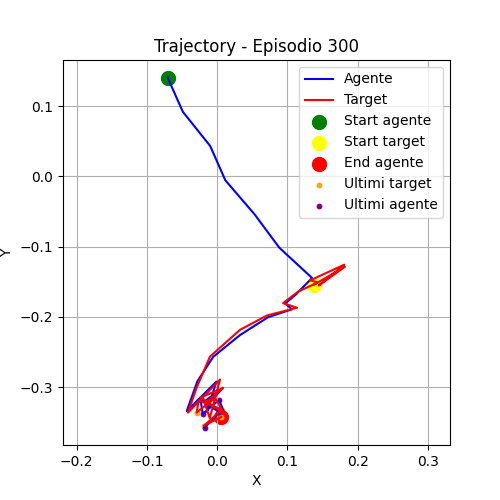 Trajectory - Episodio 300
Agente
Target
Start agente
Start target
End agente
Ultimi target
Ultimi agente
0.1
0.0
−0.1
−0.2
−0.3
Y
−0.2
−0.1
0.0
0.1
0.2
0.3
X